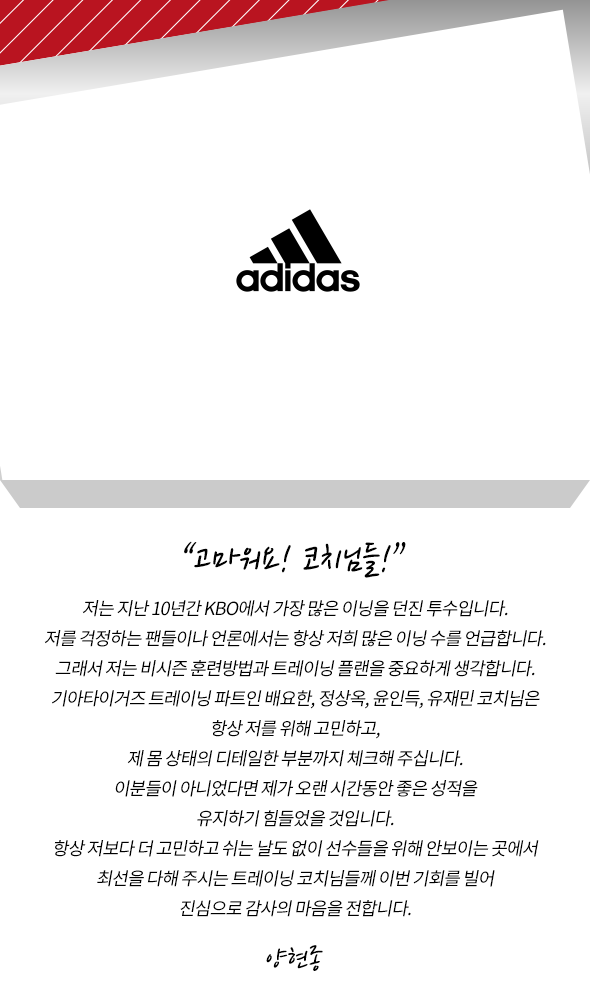 adidas
“고마워요! 코치님들!”
저는 지난 10년간 KBO에서 가장 많은 이닝을 던진 투수입니다.
저를 걱정하는 팬들이나 언론에서는 항상 저희 많은 이닝 수를 언급합니다.
그래서 저는 비시즌 훈련방법과 트레이닝 플랜을 중요하게 생각합니다.
기아타이거즈 트레이닝 파트인 배요한, 정상옥, 윤인득, 유재민 코치님은
항상 저를 위해 고민하고,
제 몸 상태의 디테일한 부분까지 체크해 주십니다.
이분들이 아니었다면 제가 오랜 시간동안 좋은 성적을
유지하기 힘들었을 것입니다.
항상 저보다 더 고민하고 쉬는 날도 없이 선수들을 위해 안보이는 곳에서
최선을 다해 주시는 트레이닝 코치님들께 이번 기회를 빌어
진심으로 감사의 마음을 전합니다.
양현종